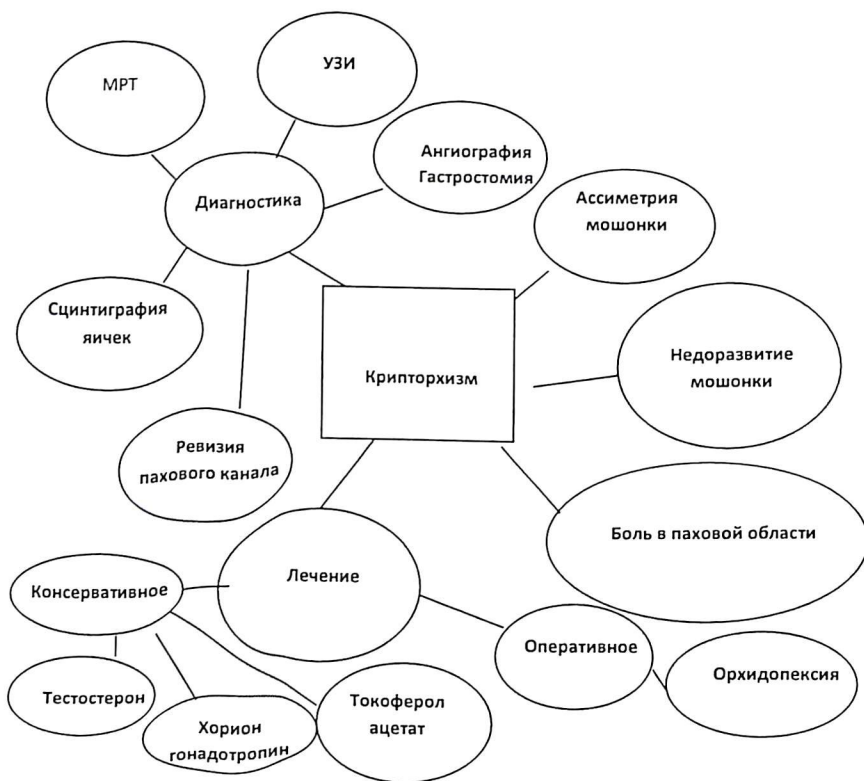 УЗИ
МРТ
Ангиография
Гастростомия
Диагностика
Ассиметрия
мошонки
Сцинтиграфия
яичек
Недоразвитие
мошонки
Крипторхизм
Ревизия
пахового канала
Боль в паховой области
Лечение
Консервативное
Оперативное
Орхидопексия
Тестостерон
Токоферол
ацетат
Хорион
гонадотропин